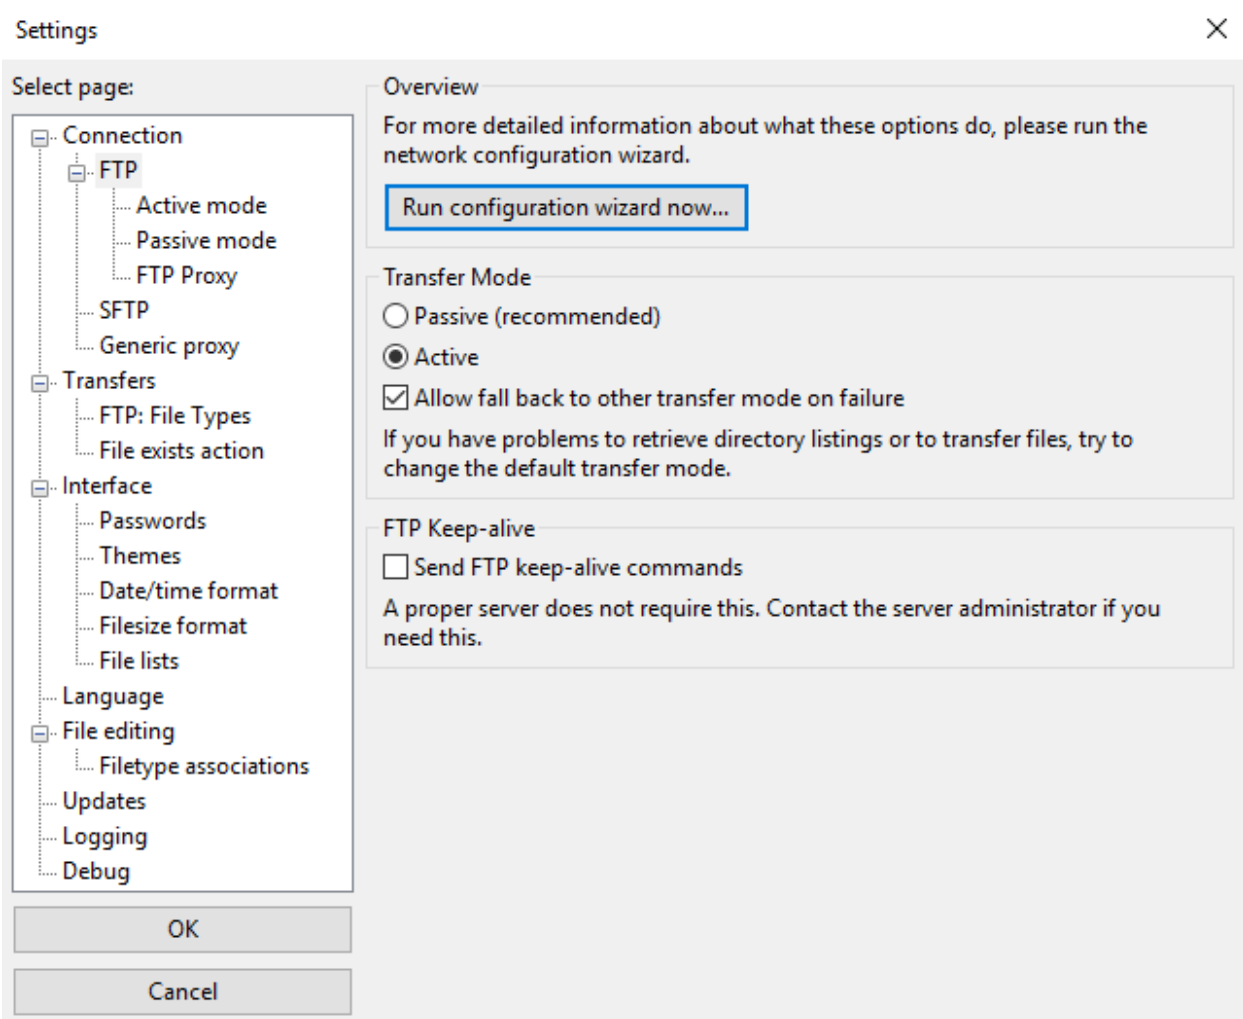 Settings
Select page:
Connection
FTP
Active mode
Passive mode
FTP Proxy
SFTP
Generic proxy
Transfers
FTP: File Types
File exists action
Interface
Passwords
Themes
Date/time format
Filesize format
File lists
Language
File editing
Filetype associations
Updates
Logging
Debug
OK
Cancel
Overview
For more detailed information about what these options do, please run the
network configuration wizard.
Run configuration wizard now...
Transfer Mode
Passive (recommended)
Active
Allow fall back to other transfer mode on failure
If you have problems to retrieve directory listings or to transfer files, try to
change the default transfer mode.
FTP Keep-alive
Send FTP keep-alive commands
A proper server does not require this. Contact the server administrator if you
need this.